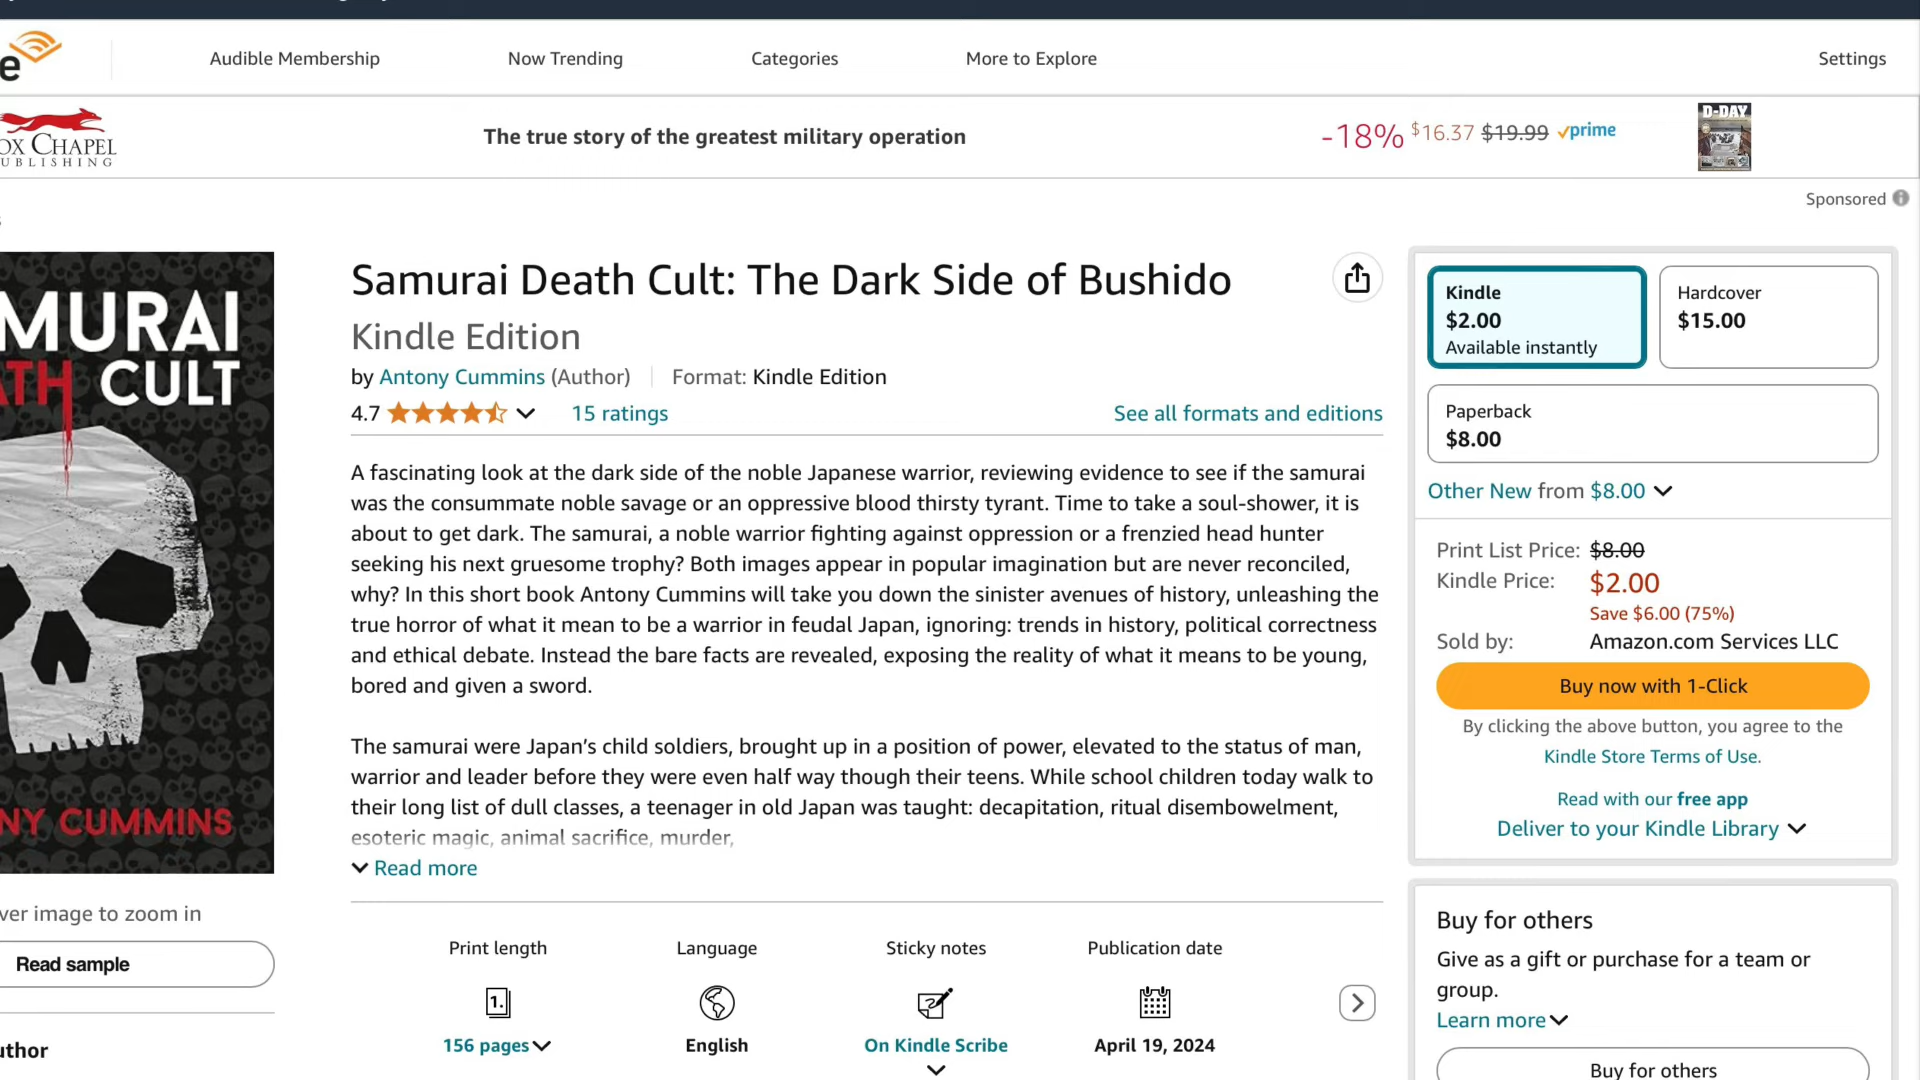 e
Audible Membership
Now Trending
Categories
More to Explore
Settings
OX CHAPEL
UBLISHING
The true story of the greatest military operation
-18% $16.37 $19.99 prime
D-DAY
Sponsored
MURAI
ATH CULT
NY CUMMINS
ver image to zoom in
Read sample
uthor
Samurai Death Cult: The Dark Side of Bushido
Kindle Edition
by Antony Cummins (Author)
Format: Kindle Edition
4.7
15 ratings
See all formats and editions
A fascinating look at the dark side of the noble Japanese warrior, reviewing evidence to see if the samurai
was the consummate noble savage or an oppressive blood thirsty tyrant. Time to take a soul-shower, it is
about to get dark. The samurai, a noble warrior fighting against oppression or a frenzied head hunter
seeking his next gruesome trophy? Both images appear in popular imagination but are never reconciled,
why? In this short book Antony Cummins will take you down the sinister avenues of history, unleashing the
true horror of what it mean to be a warrior in feudal Japan, ignoring: trends in history, political correctness
and ethical debate. Instead the bare facts are revealed, exposing the reality of what it means to be young,
bored and given a sword.
The samurai were Japan’s child soldiers, brought up in a position of power, elevated to the status of man,
warrior and leader before they were even half way though their teens. While school children today walk to
their long list of dull classes, a teenager in old Japan was taught: decapitation, ritual disembowelment,
esoteric magic, animal sacrifice, murder,
Read more
Print length
1.
156 pages
Language
English
Sticky notes
On Kindle Scribe
Publication date
April 19, 2024
Kindle
$2.00
Available instantly
Hardcover
$15.00
Paperback
$8.00
Other New from $8.00
Print List Price: $8.00
Kindle Price: $2.00
Save $6.00 (75%)
Sold by: Amazon.com Services LLC
Buy now with 1-Click
By clicking the above button, you agree to the
Kindle Store Terms of Use.
Read with our free app
Deliver to your Kindle Library
Buy for others
Give as a gift or purchase for a team or
group.
Learn more
Buy for others